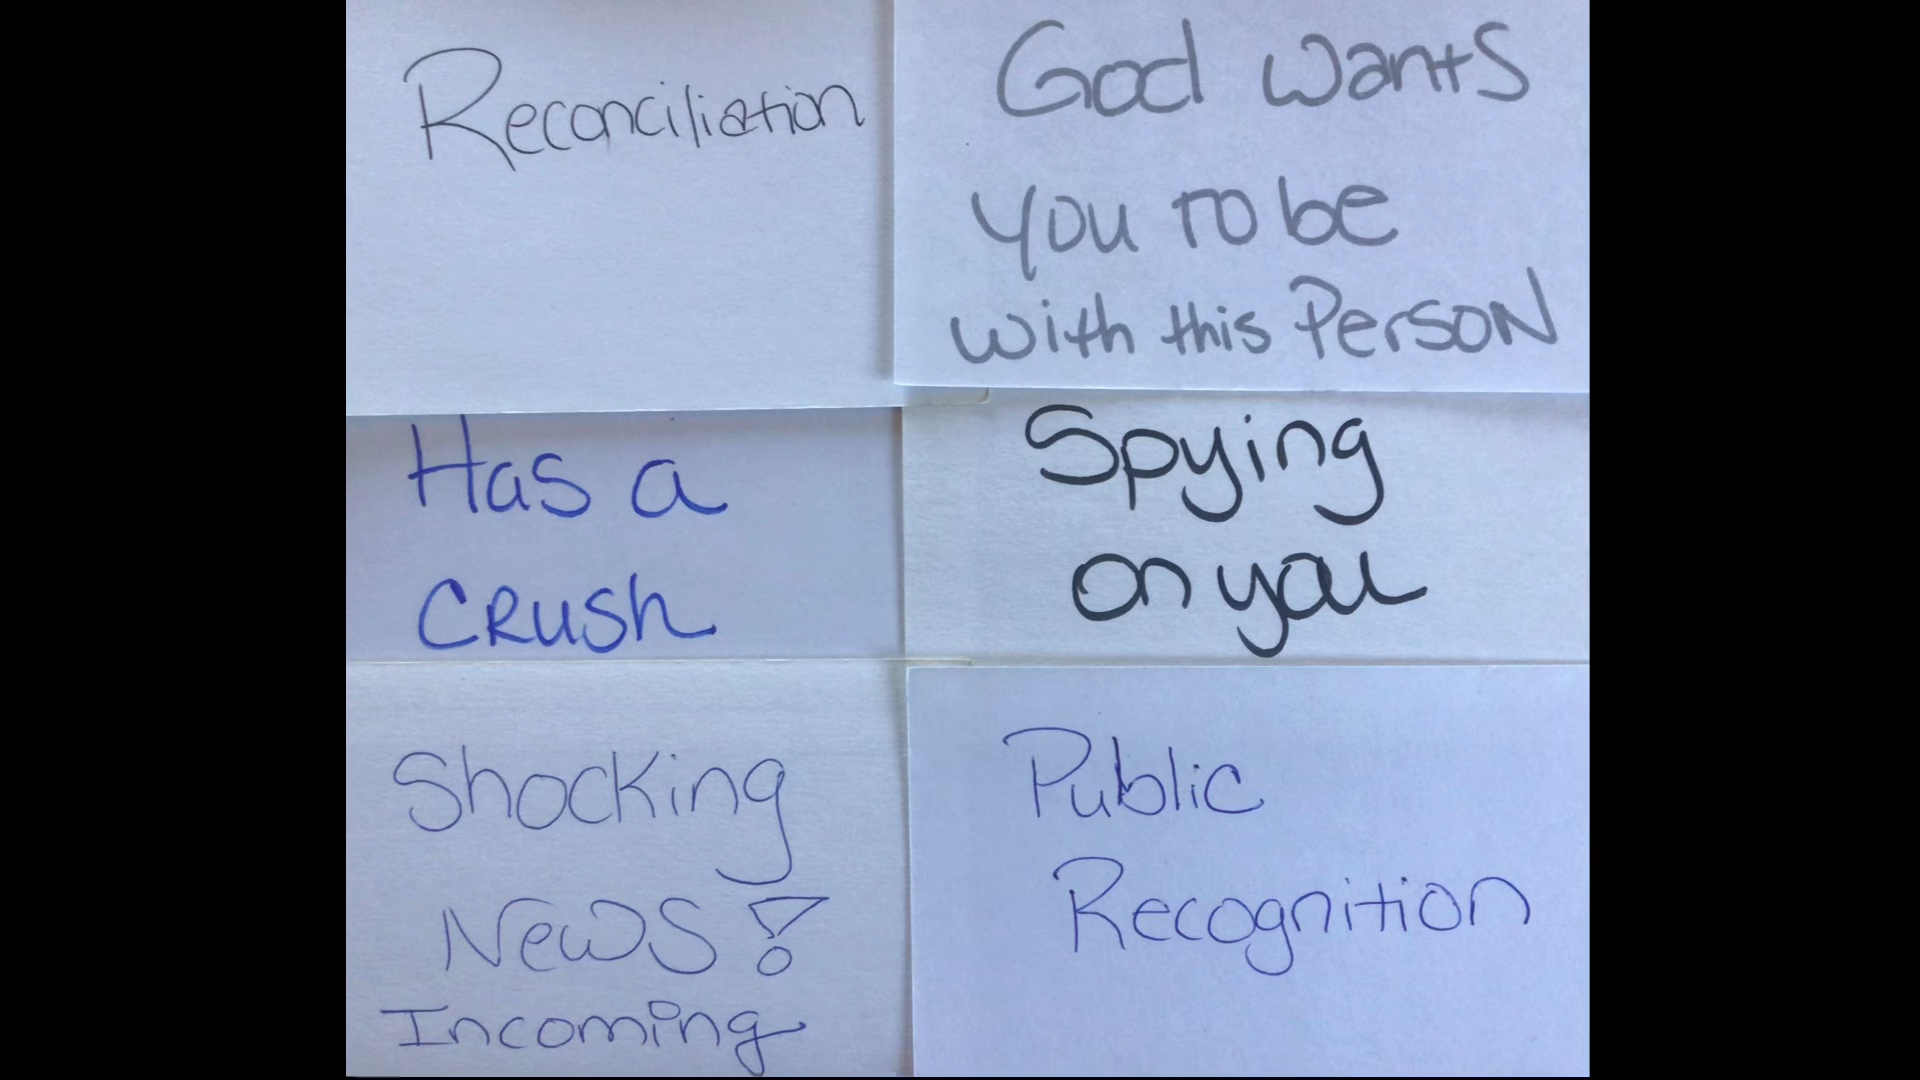 Reconciliation
God wants
you to be
with this Person
Has a
CRush
Spying
on you
Shocking
News!
Incoming
Public
Recognition